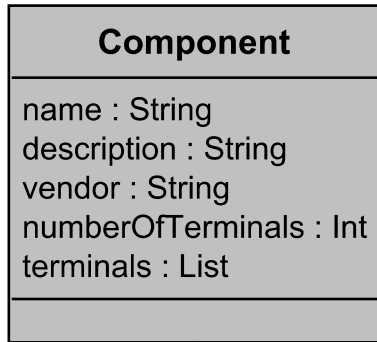 Component
name : String
description : String
vendor : String
numberOfTerminals : Int
terminals : List